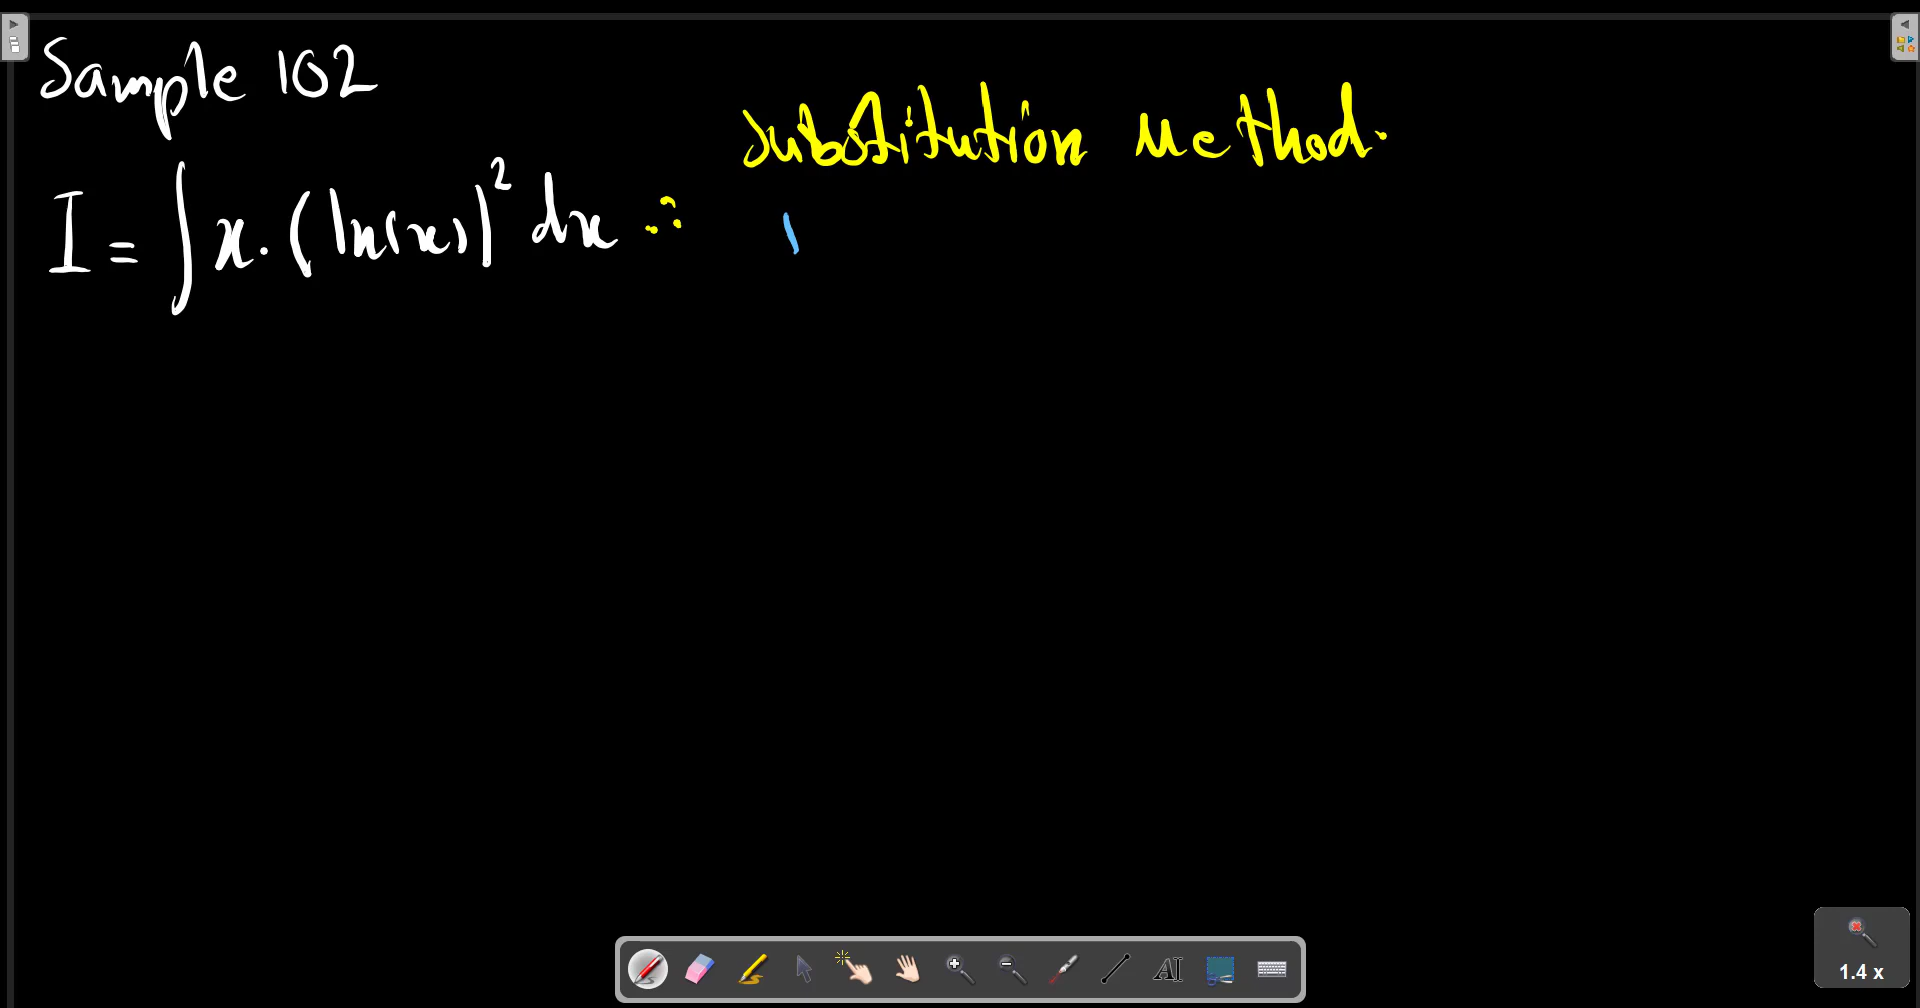 Sample 102
Substitution Method.
I = ∫ x. (ln(x))² dx ∴
1.4 x